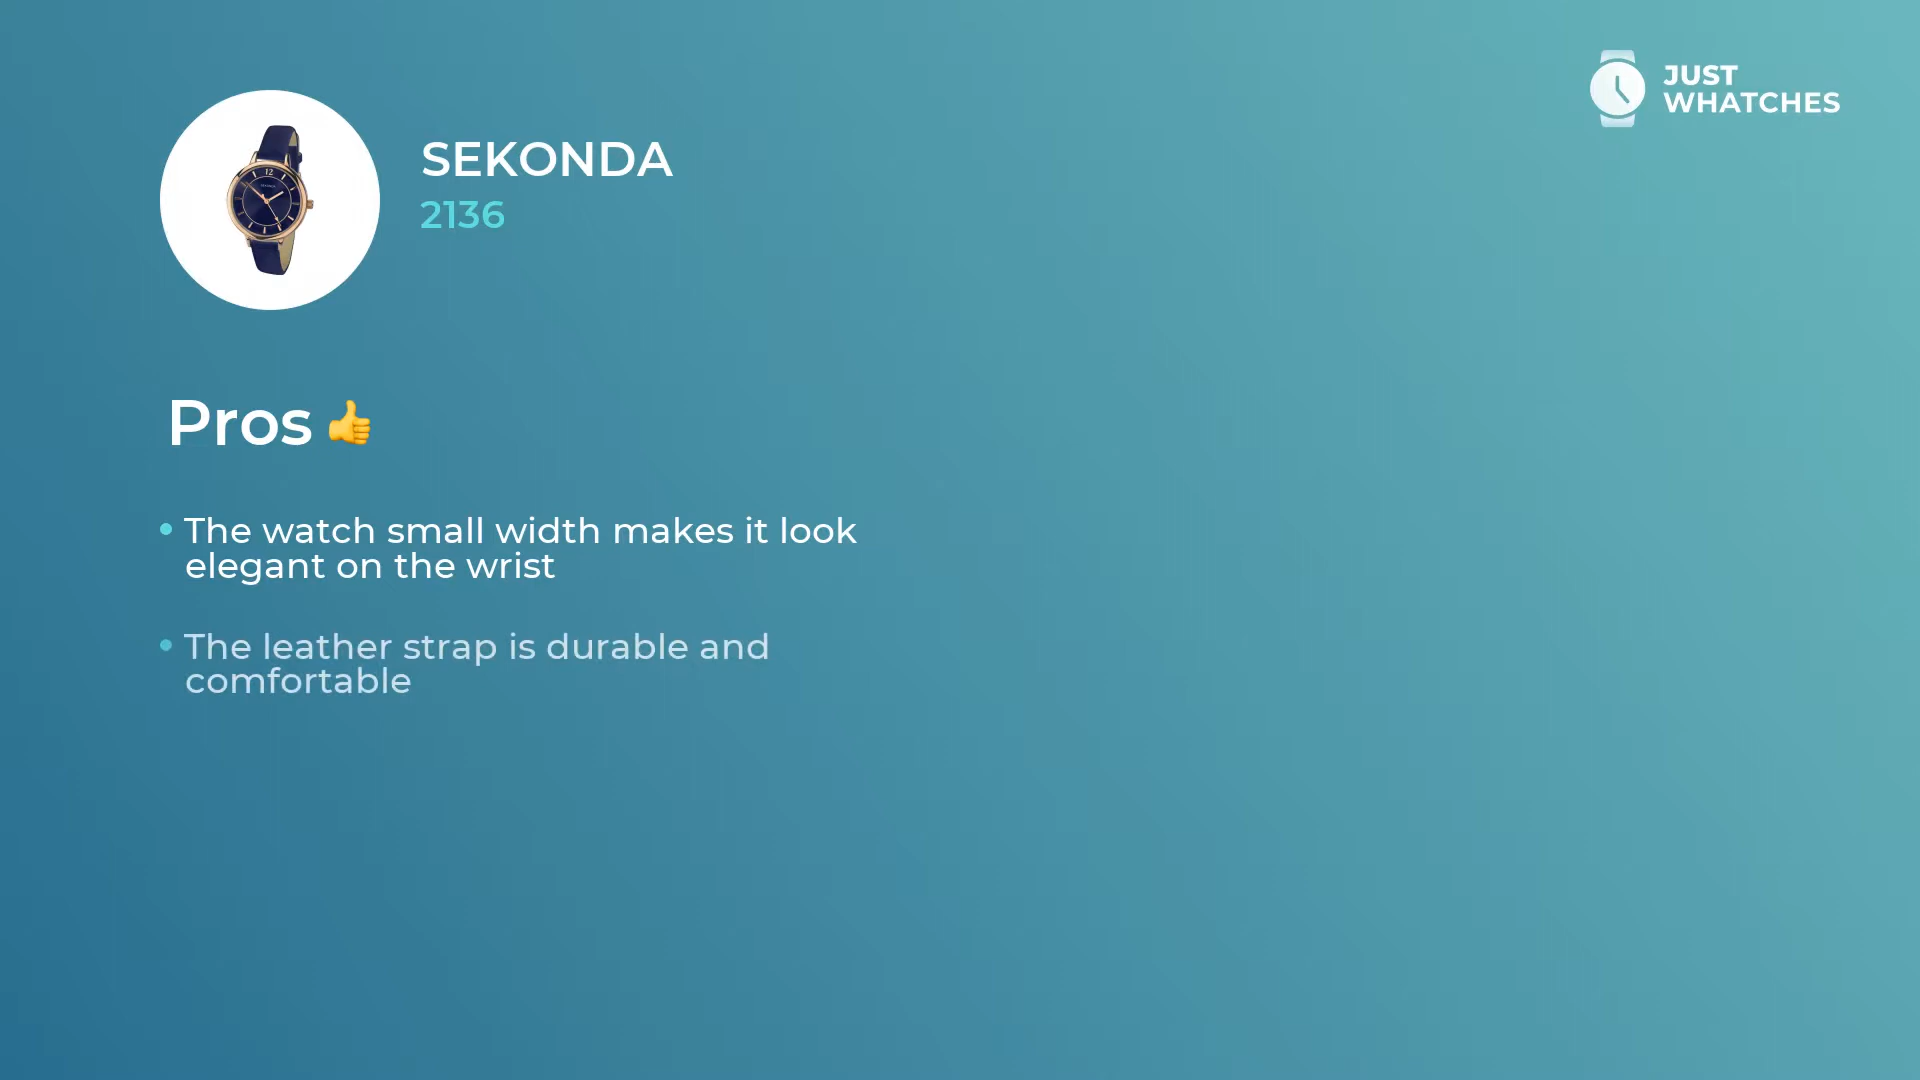 JUST
WHATCHES
SEKONDA
2136
Pros
The watch small width makes it look
elegant on the wrist
The leather strap is durable and
comfortable
12